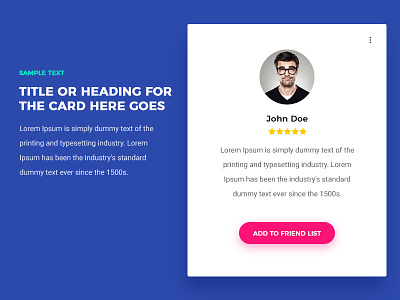 SAMPLE TEXT
TITLE OR HEADING FOR
THE CARD HERE GOES
Lorem Ipsum is simply dummy text of the
printing and typesetting industry. Lorem
Ipsum has been the industry's standard
dummy text ever since the 1500s.
John Doe
Lorem Ipsum is simply dummy text of the
printing and typesetting industry. Lorem
Ipsum has been the industry's standard
dummy text ever since the 1500s.
ADD TO FRIEND LIST